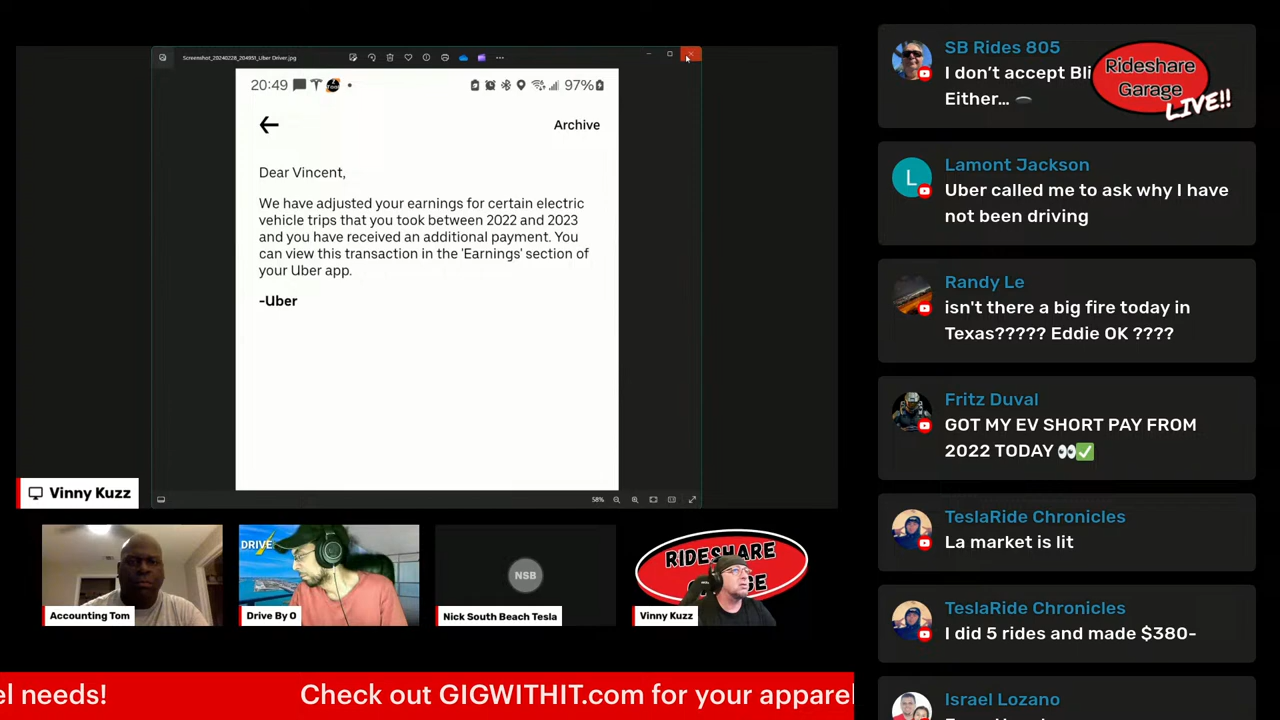 Screenshot_20240228_204951_Uber Driver.jpg
20:49
97%
Archive
Dear Vincent,
We have adjusted your earnings for certain electric
vehicle trips that you took between 2022 and 2023
and you have received an additional payment. You
can view this transaction in the 'Earnings' section of
your Uber app.
-Uber
58%
Vinny Kuzz
DRIVE
Accounting Tom
Drive By O
NSB
Nick South Beach Tesla
RIDESHARE
Vinny Kuzz
el needs!
Check out GIGWITHIT.com for your apparel
SB Rides 805
I don’t accept Bli
Either…
Rideshare
Garage
LIVE!!
L
Lamont Jackson
Uber called me to ask why I have
not been driving
Randy Le
isn't there a big fire today in
Texas????? Eddie OK ????
Fritz Duval
GOT MY EV SHORT PAY FROM
2022 TODAY 👀✅
TeslaRide Chronicles
La market is lit
TeslaRide Chronicles
I did 5 rides and made $380-
Israel Lozano